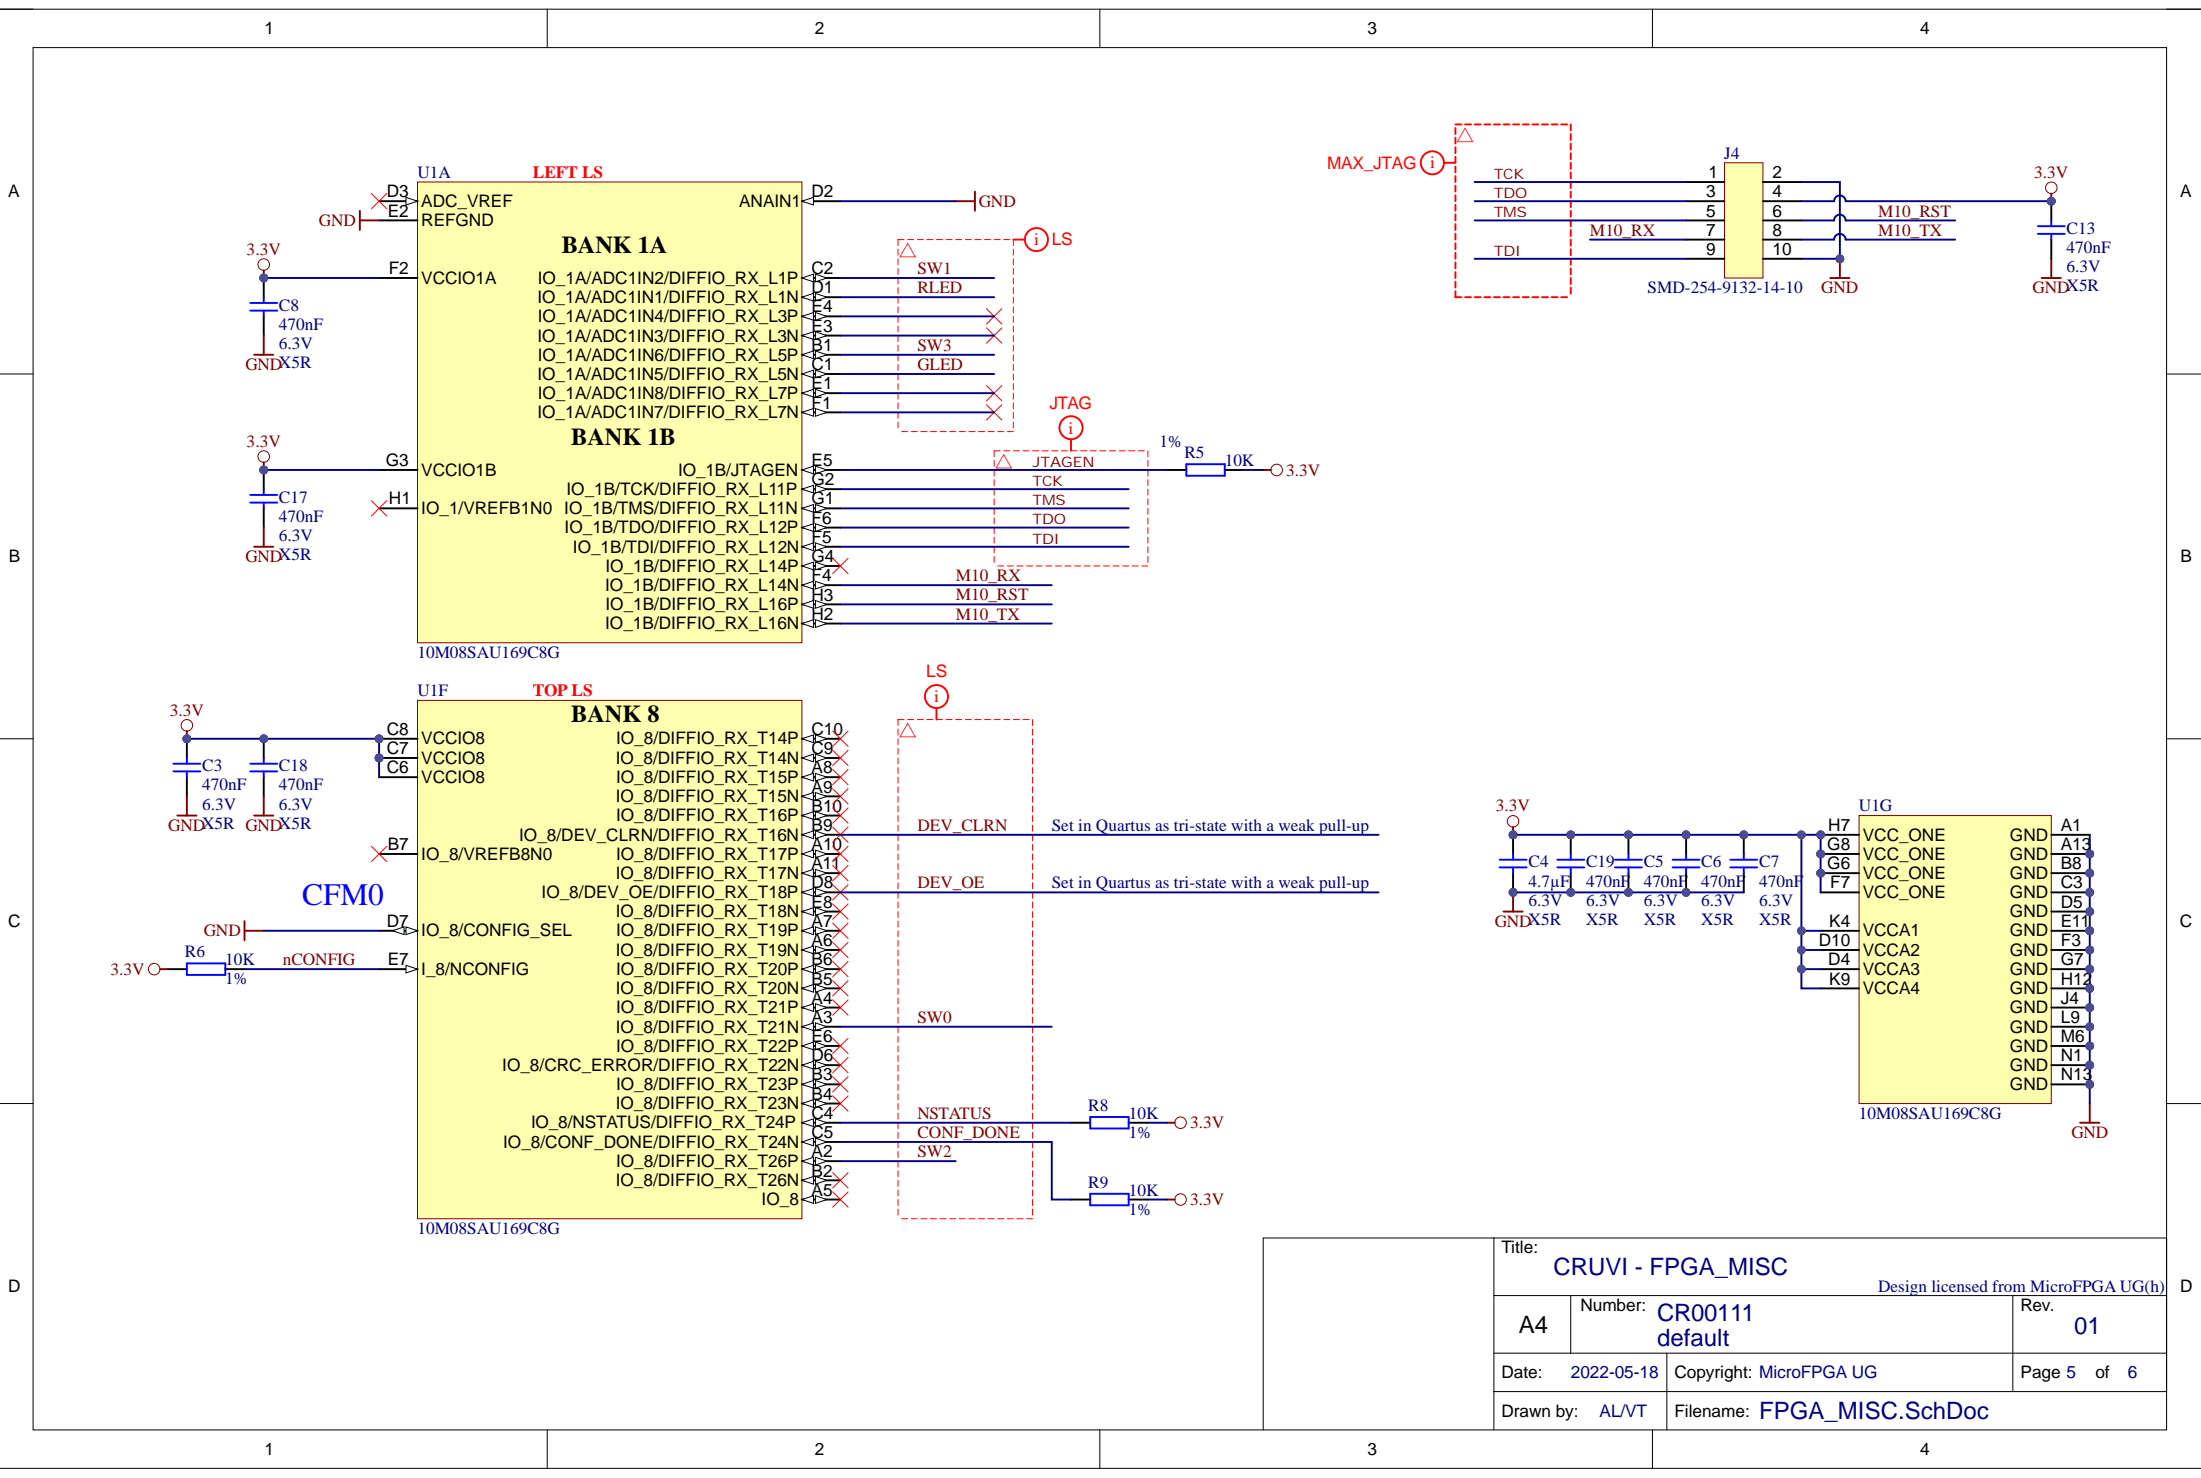 1 2 3 4
A
B
C
D
A
B
C
D
1 2 3 4
U1A LEFT LS
D3 ADC_VREF
GND E2 REFGND
ANAIN1 D2 GND
BANK 1A
3.3V
F2 VCCIO1A
C8
470nF
6.3V
X5R
GND
IO_1A/ADC1IN2/DIFFIO_RX_L1P C2 SW1
IO_1A/ADC1IN1/DIFFIO_RX_L1N D1 RLED
IO_1A/ADC1IN4/DIFFIO_RX_L3P E4
IO_1A/ADC1IN3/DIFFIO_RX_L3N E3
IO_1A/ADC1IN6/DIFFIO_RX_L5P B1 SW3
IO_1A/ADC1IN5/DIFFIO_RX_L5N C1 GLED
IO_1A/ADC1IN8/DIFFIO_RX_L7P E1
IO_1A/ADC1IN7/DIFFIO_RX_L7N F1
i LS
BANK 1B
3.3V
G3 VCCIO1B
C17
470nF
6.3V
X5R
GND
H1 IO_1/VREFB1N0
JTAG
i
IO_1B/JTAGEN E5 JTAGEN
1% R5 10K 3.3V
IO_1B/TCK/DIFFIO_RX_L11P G2 TCK
IO_1B/TMS/DIFFIO_RX_L11N G1 TMS
IO_1B/TDO/DIFFIO_RX_L12P F6 TDO
IO_1B/TDI/DIFFIO_RX_L12N F5 TDI
IO_1B/DIFFIO_RX_L14P G4
IO_1B/DIFFIO_RX_L14N F4 M10_RX
IO_1B/DIFFIO_RX_L16P H3 M10_RST
IO_1B/DIFFIO_RX_L16N H2 M10_TX
10M08SAU169C8G
MAX_JTAG i
J4
TCK 1 2
TDO 3 4
TMS 5 6 M10_RST
M10_RX 7 8 M10_TX
TDI 9 10
SMD-254-9132-14-10 GND
3.3V
C13
470nF
6.3V
X5R
GND
U1F TOP LS
BANK 8
LS
i
3.3V
C8 VCCIO8
C7 VCCIO8
C6 VCCIO8
C3
470nF
6.3V
X5R
GND
C18
470nF
6.3V
X5R
GND
B7 IO_8/VREFB8N0
CFM0
GND D7 IO_8/CONFIG_SEL
3.3V R6 10K 1% nCONFIG E7 I_8/NCONFIG
IO_8/DIFFIO_RX_T14P C10
IO_8/DIFFIO_RX_T14N C9
IO_8/DIFFIO_RX_T15P A8
IO_8/DIFFIO_RX_T15N A9
IO_8/DIFFIO_RX_T16P B10
IO_8/DEV_CLRN/DIFFIO_RX_T16N B9 DEV_CLRN Set in Quartus as tri-state with a weak pull-up
IO_8/DIFFIO_RX_T17P A10
IO_8/DIFFIO_RX_T17N A11
IO_8/DEV_OE/DIFFIO_RX_T18P D8 DEV_OE Set in Quartus as tri-state with a weak pull-up
IO_8/DIFFIO_RX_T18N E8
IO_8/DIFFIO_RX_T19P A7
IO_8/DIFFIO_RX_T19N A6
IO_8/DIFFIO_RX_T20P B6
IO_8/DIFFIO_RX_T20N B5
IO_8/DIFFIO_RX_T21P A4
IO_8/DIFFIO_RX_T21N A3 SW0
IO_8/DIFFIO_RX_T22P E6
IO_8/CRC_ERROR/DIFFIO_RX_T22N D6
IO_8/DIFFIO_RX_T23P B3
IO_8/DIFFIO_RX_T23N B4
IO_8/NSTATUS/DIFFIO_RX_T24P C4 NSTATUS R8 10K 1% 3.3V
IO_8/CONF_DONE/DIFFIO_RX_T24N C5 CONF_DONE
IO_8/DIFFIO_RX_T26P A2 SW2
IO_8/DIFFIO_RX_T26N B2
IO_8 A5
R9 10K 1% 3.3V
10M08SAU169C8G
3.3V
C4 C19 C5 C6 C7
4.7µF 470nF 470nF 470nF 470nF
6.3V 6.3V 6.3V 6.3V 6.3V
X5R X5R X5R X5R X5R
GND
U1G
H7 VCC_ONE GND A1
G8 VCC_ONE GND A13
G6 VCC_ONE GND B8
F7 VCC_ONE GND C3
GND D5
K4 VCCA1 GND E11
D10 VCCA2 GND F3
D4 VCCA3 GND G7
K9 VCCA4 GND H12
GND J4
GND L9
GND M6
GND N1
GND N13
10M08SAU169C8G
GND
Title: CRUVI - FPGA_MISC
Design licensed from MicroFPGA UG(h)
A4 Number: CR00111
default
Rev. 01
Date: 2022-05-18 Copyright: MicroFPGA UG Page 5 of 6
Drawn by: AL/VT Filename: FPGA_MISC.SchDoc